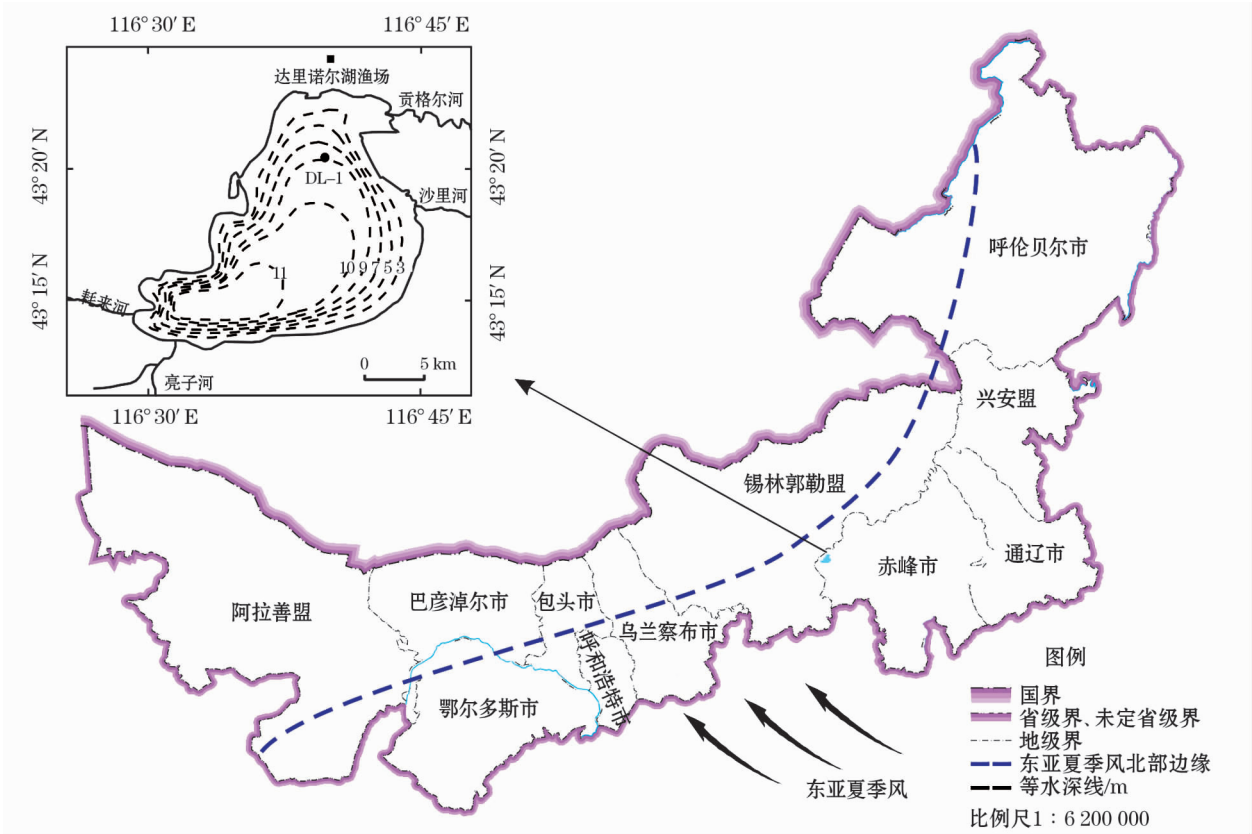 116°30′E
116°45′E
达里诺尔湖渔场
贡格尔河
43°20′N
43°20′N
DL-1
沙里河
11
10 9 7 5 3
43°15′N
43°15′N
耗来河
0
5 km
亮子河
116°30′E
116°45′E
呼伦贝尔市
兴安盟
锡林郭勒盟
通辽市
赤峰市
阿拉善盟
巴彦淖尔市
包头市
乌兰察布市
呼和浩特市
鄂尔多斯市
东亚夏季风
图例
国界
省级界、未定省级界
地级界
东亚夏季风北部边缘
等水深线/m
比例尺1：6 200 000